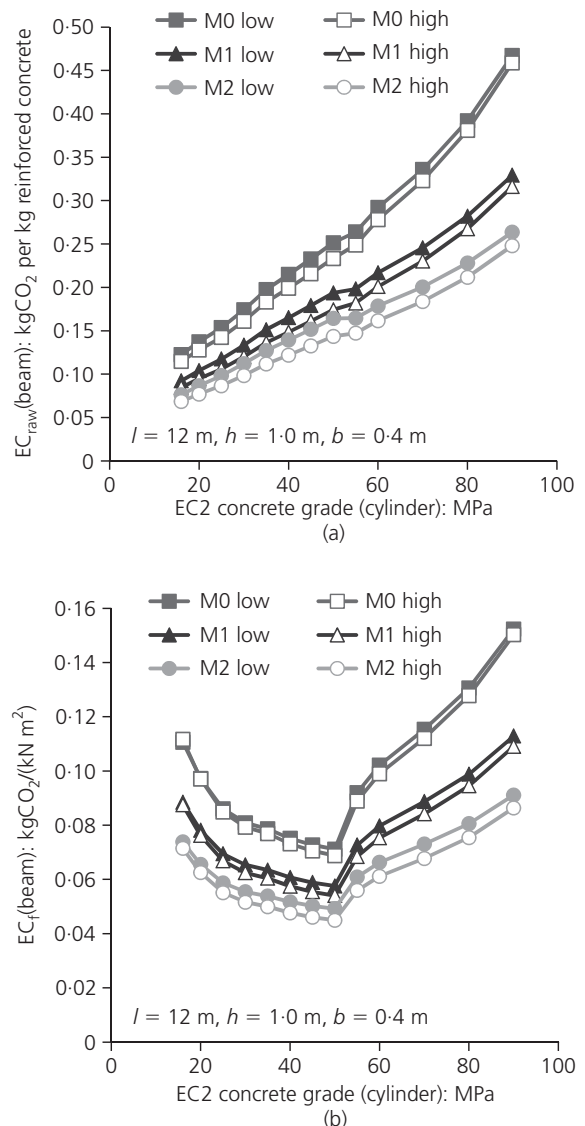 M0 low M0 high
M1 low M1 high
M2 low M2 high
0·50
0·45
0·40
0·35
0·30
0·25
0·20
0·15
0·10
0·05
0
EC_raw(beam): kgCO₂ per kg reinforced concrete
l = 12 m, h = 1·0 m, b = 0·4 m
0 20 40 60 80 100
EC2 concrete grade (cylinder): MPa
(a)
M0 low M0 high
M1 low M1 high
M2 low M2 high
0·16
0·14
0·12
0·10
0·08
0·06
0·04
0·02
0
EC_f(beam): kgCO₂/(kN m²)
l = 12 m, h = 1·0 m, b = 0·4 m
0 20 40 60 80 100
EC2 concrete grade (cylinder): MPa
(b)